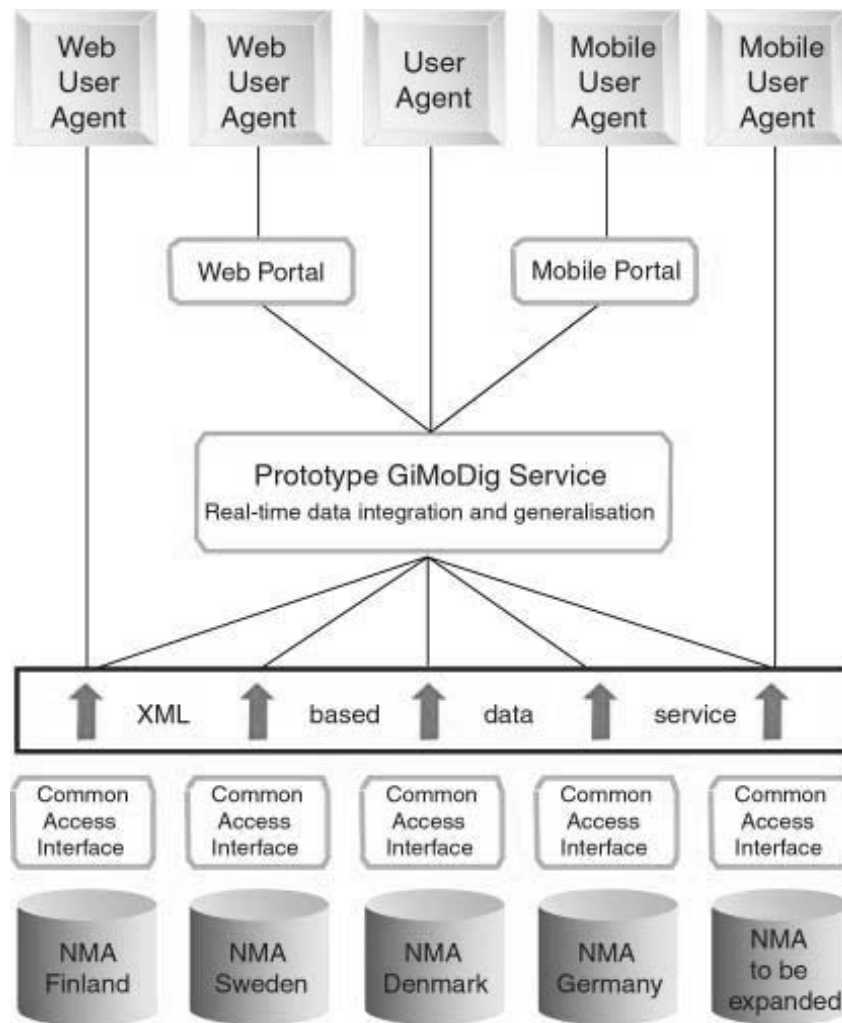 Web
User
Agent
Web
User
Agent
User
Agent
Mobile
User
Agent
Mobile
User
Agent
Web Portal
Mobile Portal
Prototype GiMoDig Service
Real-time data integration and generalisation
XML based data service
Common
Access
Interface
Common
Access
Interface
Common
Access
Interface
Common
Access
Interface
Common
Access
Interface
NMA
Finland
NMA
Sweden
NMA
Denmark
NMA
Germany
NMA
to be
expanded